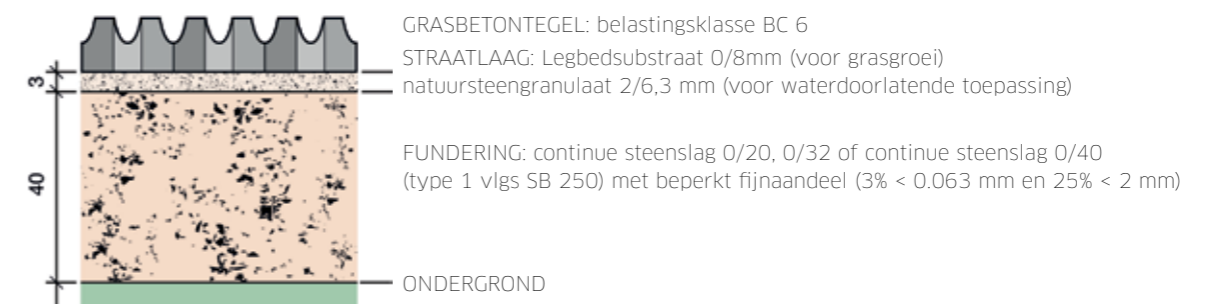 GRASBETONTEGEL: belastingsklasse BC 6
STRAATLAAG: Legbedsubstraat 0/8mm (voor grasgroei)
natuursteengranulaat 2/6,3 mm (voor waterdoorlatende toepassing)
3
FUNDERING: continue steenslag 0/20, 0/32 of continue steenslag 0/40
(type 1 vlgs SB 250) met beperkt fijnaandeel (3% < 0.063 mm en 25% < 2 mm)
40
ONDERGROND